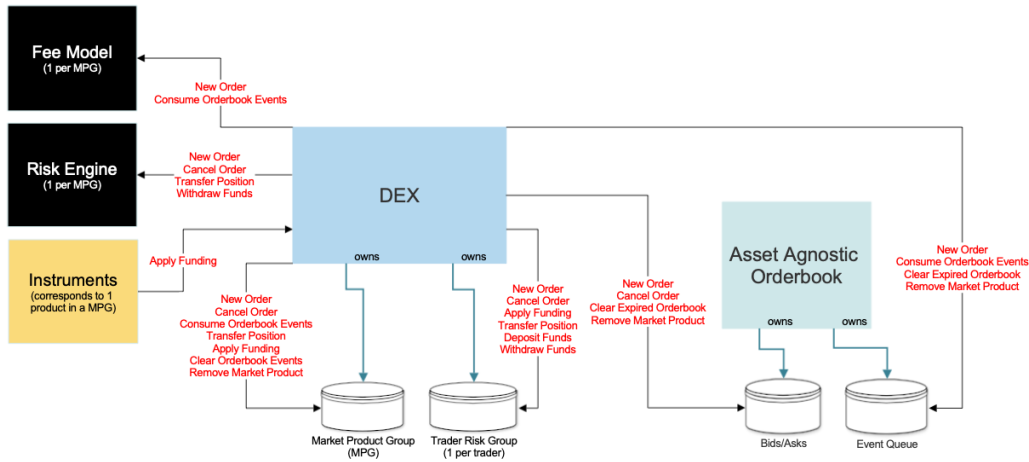 Fee Model
(1 per MPG)
New Order
Consume Orderbook Events
Risk Engine
(1 per MPG)
New Order
Cancel Order
Transfer Position
Withdraw Funds
DEX
Instruments
(corresponds to 1
product in a MPG)
Apply Funding
owns
owns
New Order
Cancel Order
Consume Orderbook Events
Transfer Position
Apply Funding
Clear Orderbook Events
Remove Market Product
New Order
Cancel Order
Apply Funding
Transfer Position
Deposit Funds
Withdraw Funds
New Order
Cancel Order
Clear Expired Orderbook
Remove Market Product
Asset Agnostic
Orderbook
owns
owns
New Order
Consume Orderbook Events
Clear Expired Orderbook
Remove Market Product
Market Product Group
(MPG)
Trader Risk Group
(1 per trader)
Bids/Asks
Event Queue